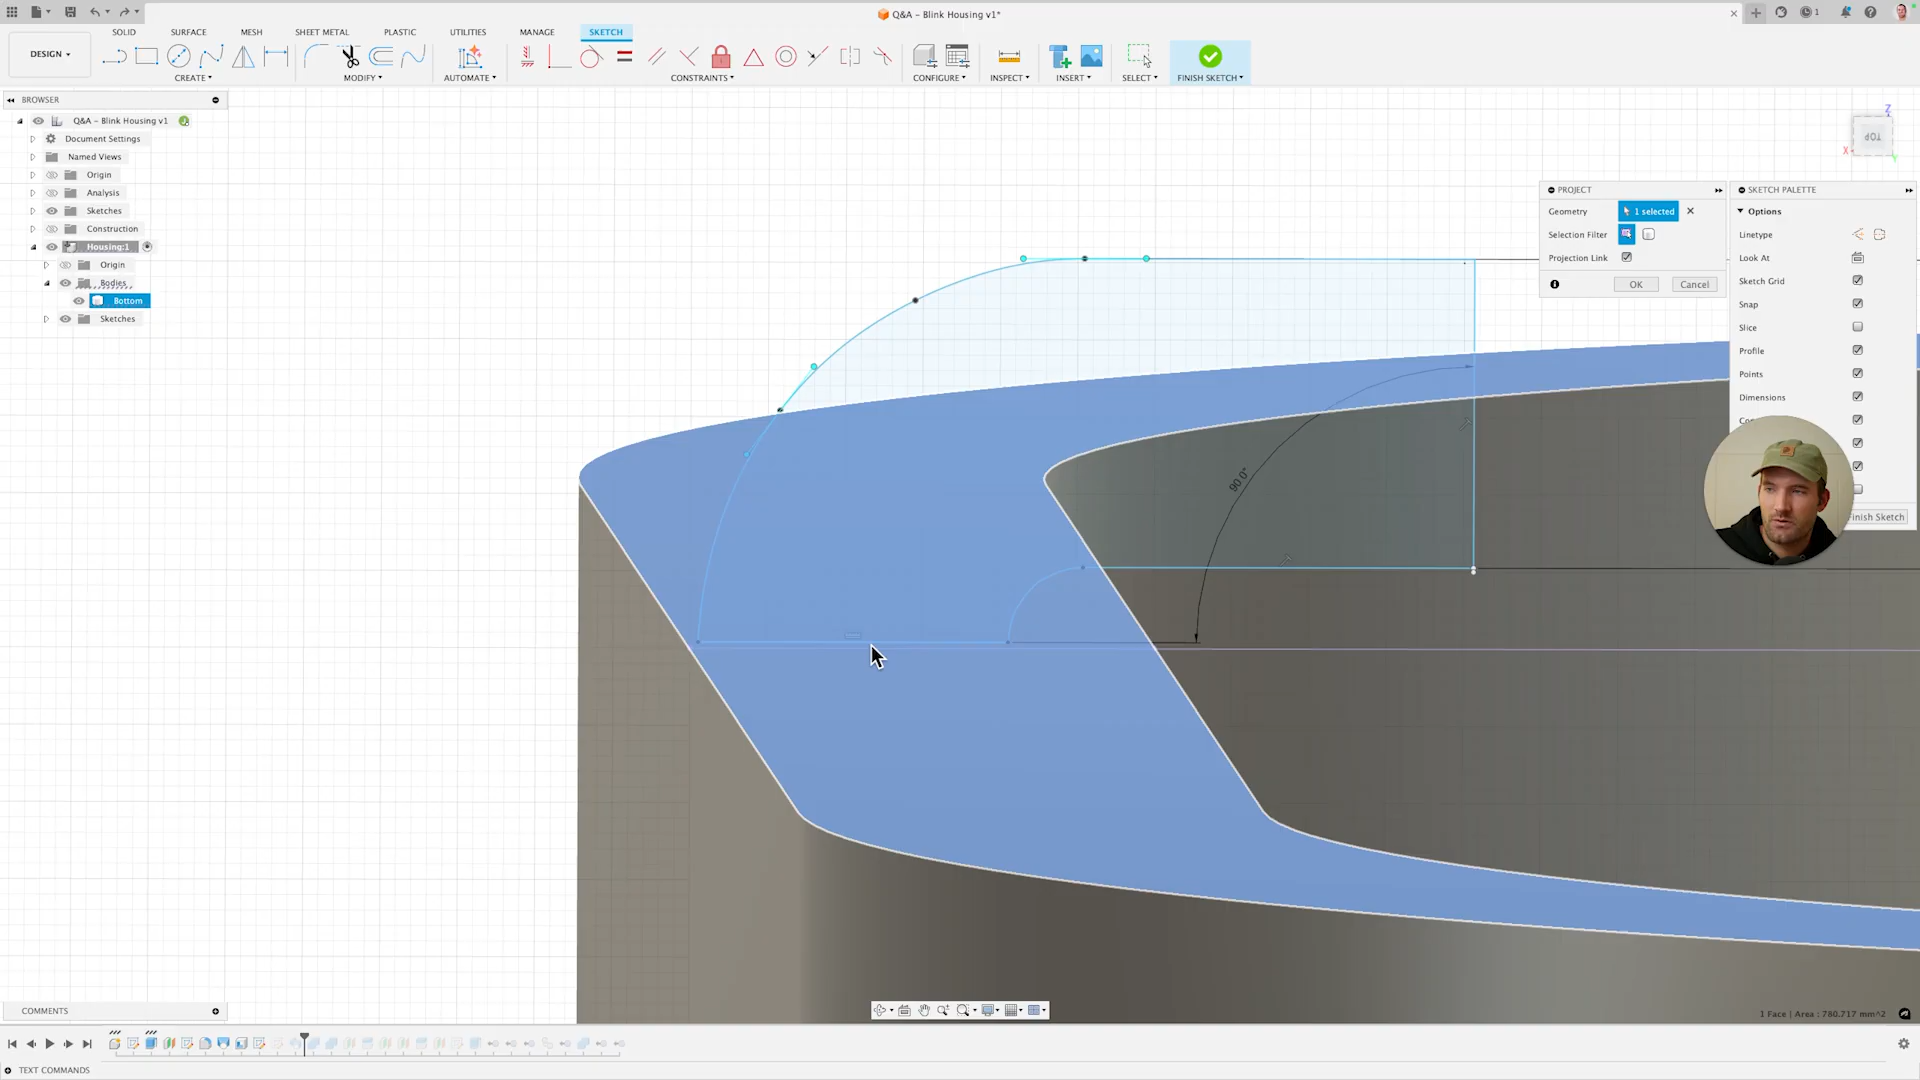 Q&A – Blink Housing v1*
1
DESIGN
SOLID
SURFACE
MESH
SHEET METAL
PLASTIC
UTILITIES
MANAGE
SKETCH
CREATE
MODIFY
AUTOMATE
CONSTRAINTS
CONFIGURE
INSPECT
INSERT
SELECT
FINISH SKETCH
BROWSER
Q&A – Blink Housing v1
Document Settings
Named Views
Origin
Analysis
Sketches
Construction
Housing:1
Origin
Bodies
Bottom
Sketches
Z
TOP
X
PROJECT
Geometry
1 selected
Selection Filter
Projection Link
OK
Cancel
SKETCH PALETTE
Options
Linetype
Look At
Sketch Grid
Snap
Slice
Profile
Points
Dimensions
Finish Sketch
90.0°
COMMENTS
1 Face | Area : 780.717 mm^2
TEXT COMMANDS